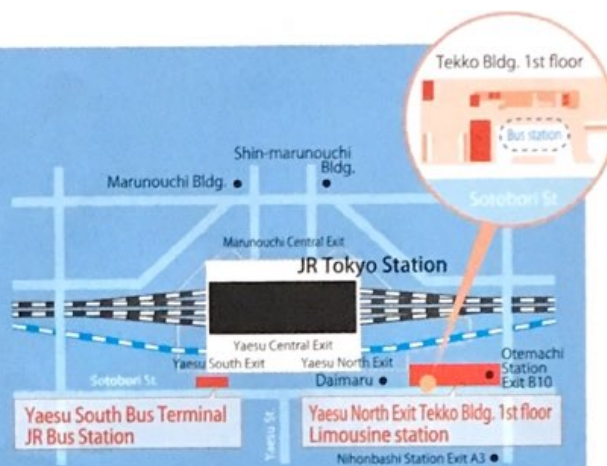 Tekko Bldg. 1st floor
Bus station
Sotobori St.
Shin-marunouchi
Bldg.
Marunouchi Bldg.
Marunouchi Central Exit
JR Tokyo Station
Yaesu Central Exit
Yaesu South Exit
Yaesu North Exit
Otemachi
Station
Exit B10
Daimaru
Sotobori St.
Yaesu South Bus Terminal
JR Bus Station
Yaesu St.
Yaesu North Exit Tekko Bldg. 1st floor
Limousine station
Nihonbashi Station Exit A3